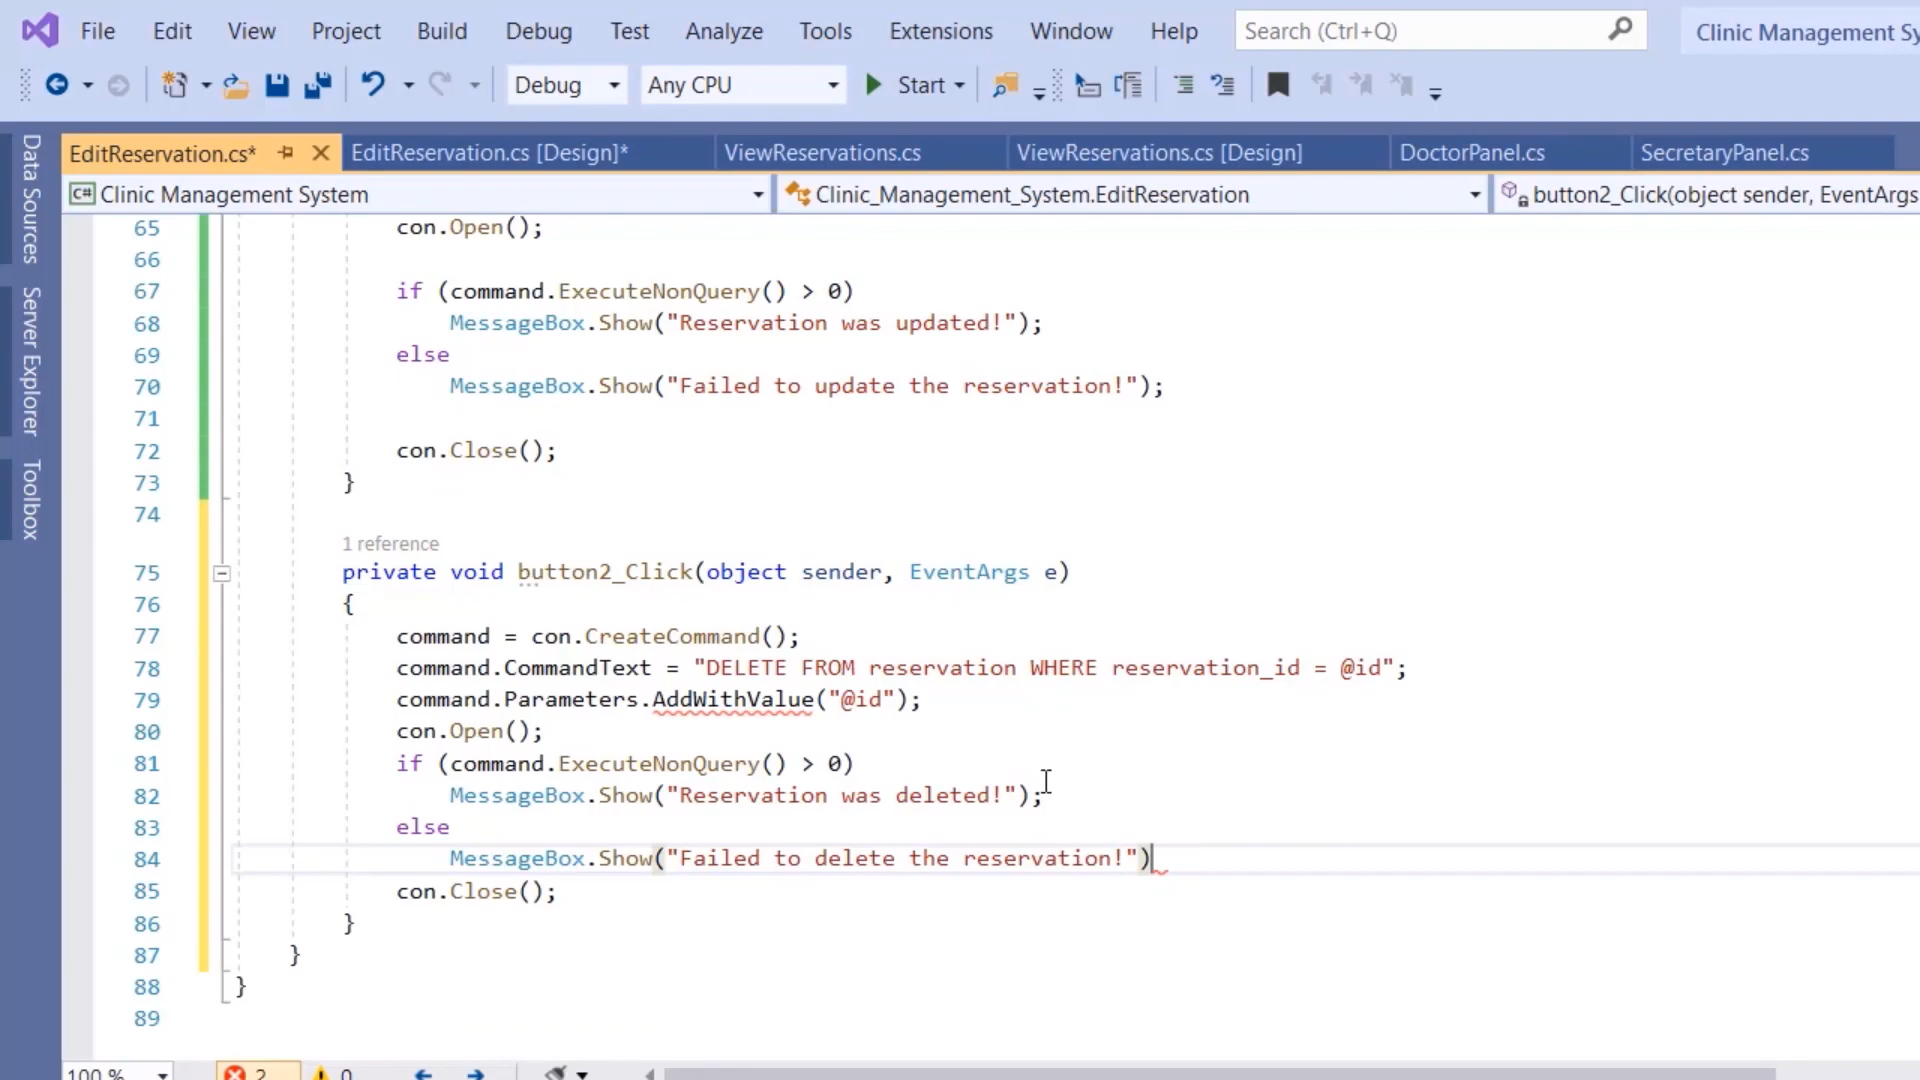 File Edit View Project Build Debug Test Analyze Tools Extensions Window Help Search (Ctrl+Q) Clinic Management Sy
Debug Any CPU Start
EditReservation.cs* EditReservation.cs [Design]* ViewReservations.cs ViewReservations.cs [Design] DoctorPanel.cs SecretaryPanel.cs
C# Clinic Management System Clinic_Management_System.EditReservation button2_Click(object sender, EventArgs
Data Sources
Server Explorer
Toolbox
65 con.Open();
66
67 if (command.ExecuteNonQuery() > 0)
68 MessageBox.Show("Reservation was updated!");
69 else
70 MessageBox.Show("Failed to update the reservation!");
71
72 con.Close();
73 }
74
1 reference
75 private void button2_Click(object sender, EventArgs e)
76 {
77 command = con.CreateCommand();
78 command.CommandText = "DELETE FROM reservation WHERE reservation_id = @id";
79 command.Parameters.AddWithValue("@id");
80 con.Open();
81 if (command.ExecuteNonQuery() > 0)
82 MessageBox.Show("Reservation was deleted!");
83 else
84 MessageBox.Show("Failed to delete the reservation!")
85 con.Close();
86 }
87 }
88 }
89
100 % 2 0